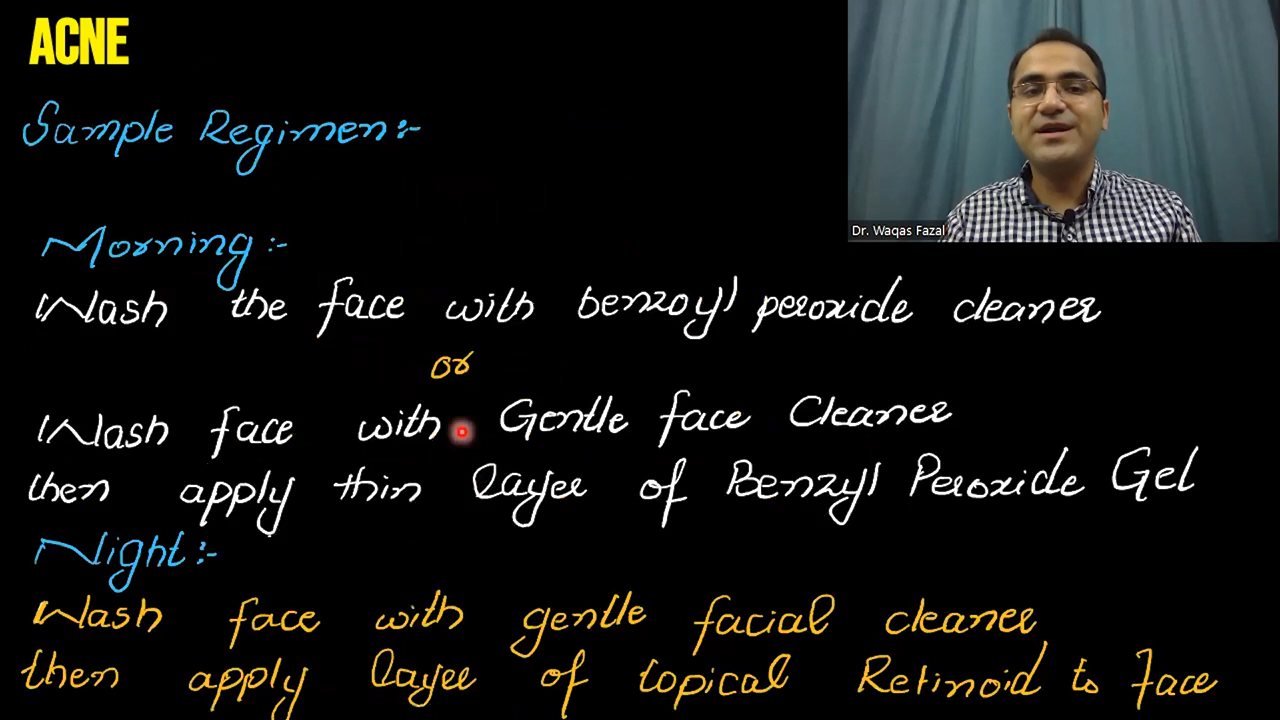 ACNE
Sample Regimen:-
Dr. Waqas Fazal
Morning:-
Wash the face with benzoyl peroxide cleaner
or
Wash face with Gentle face Cleaner
then apply thin layer of Benzyl Peroxide Gel
Night:-
Wash face with gentle facial cleaner
then apply layer of topical Retinoid to Face